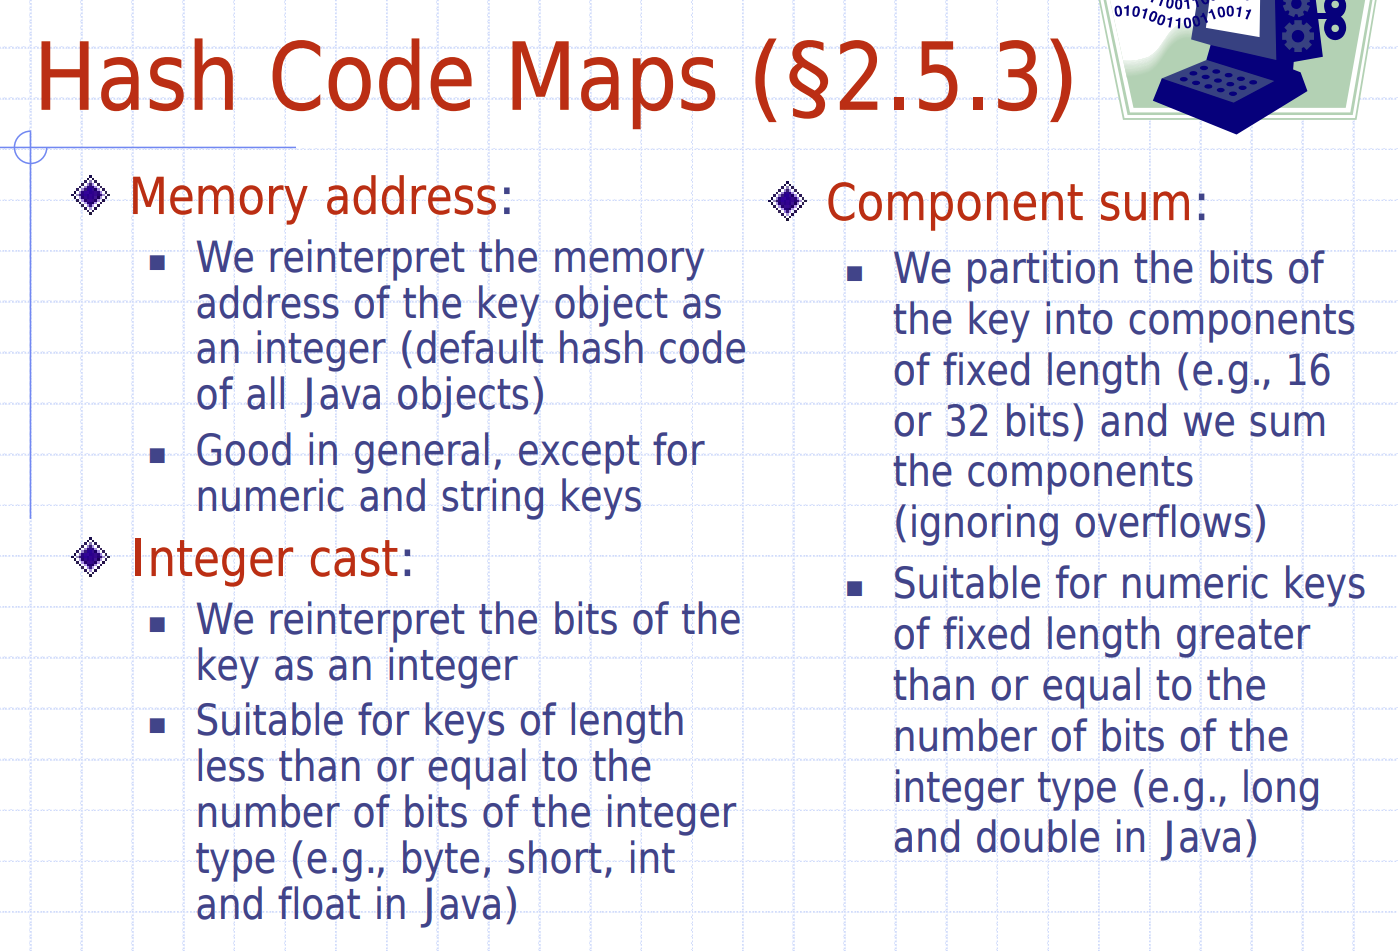 Hash Code Maps (§2.5.3)
Memory address:
We reinterpret the memory
address of the key object as
an integer (default hash code
of all Java objects)
Good in general, except for
numeric and string keys
Integer cast:
We reinterpret the bits of the
key as an integer
Suitable for keys of length
less than or equal to the
number of bits of the integer
type (e.g., byte, short, int
and float in Java)
Component sum:
We partition the bits of
the key into components
of fixed length (e.g., 16
or 32 bits) and we sum
the components
(ignoring overflows)
Suitable for numeric keys
of fixed length greater
than or equal to the
number of bits of the
integer type (e.g., long
and double in Java)
010100110011​0011